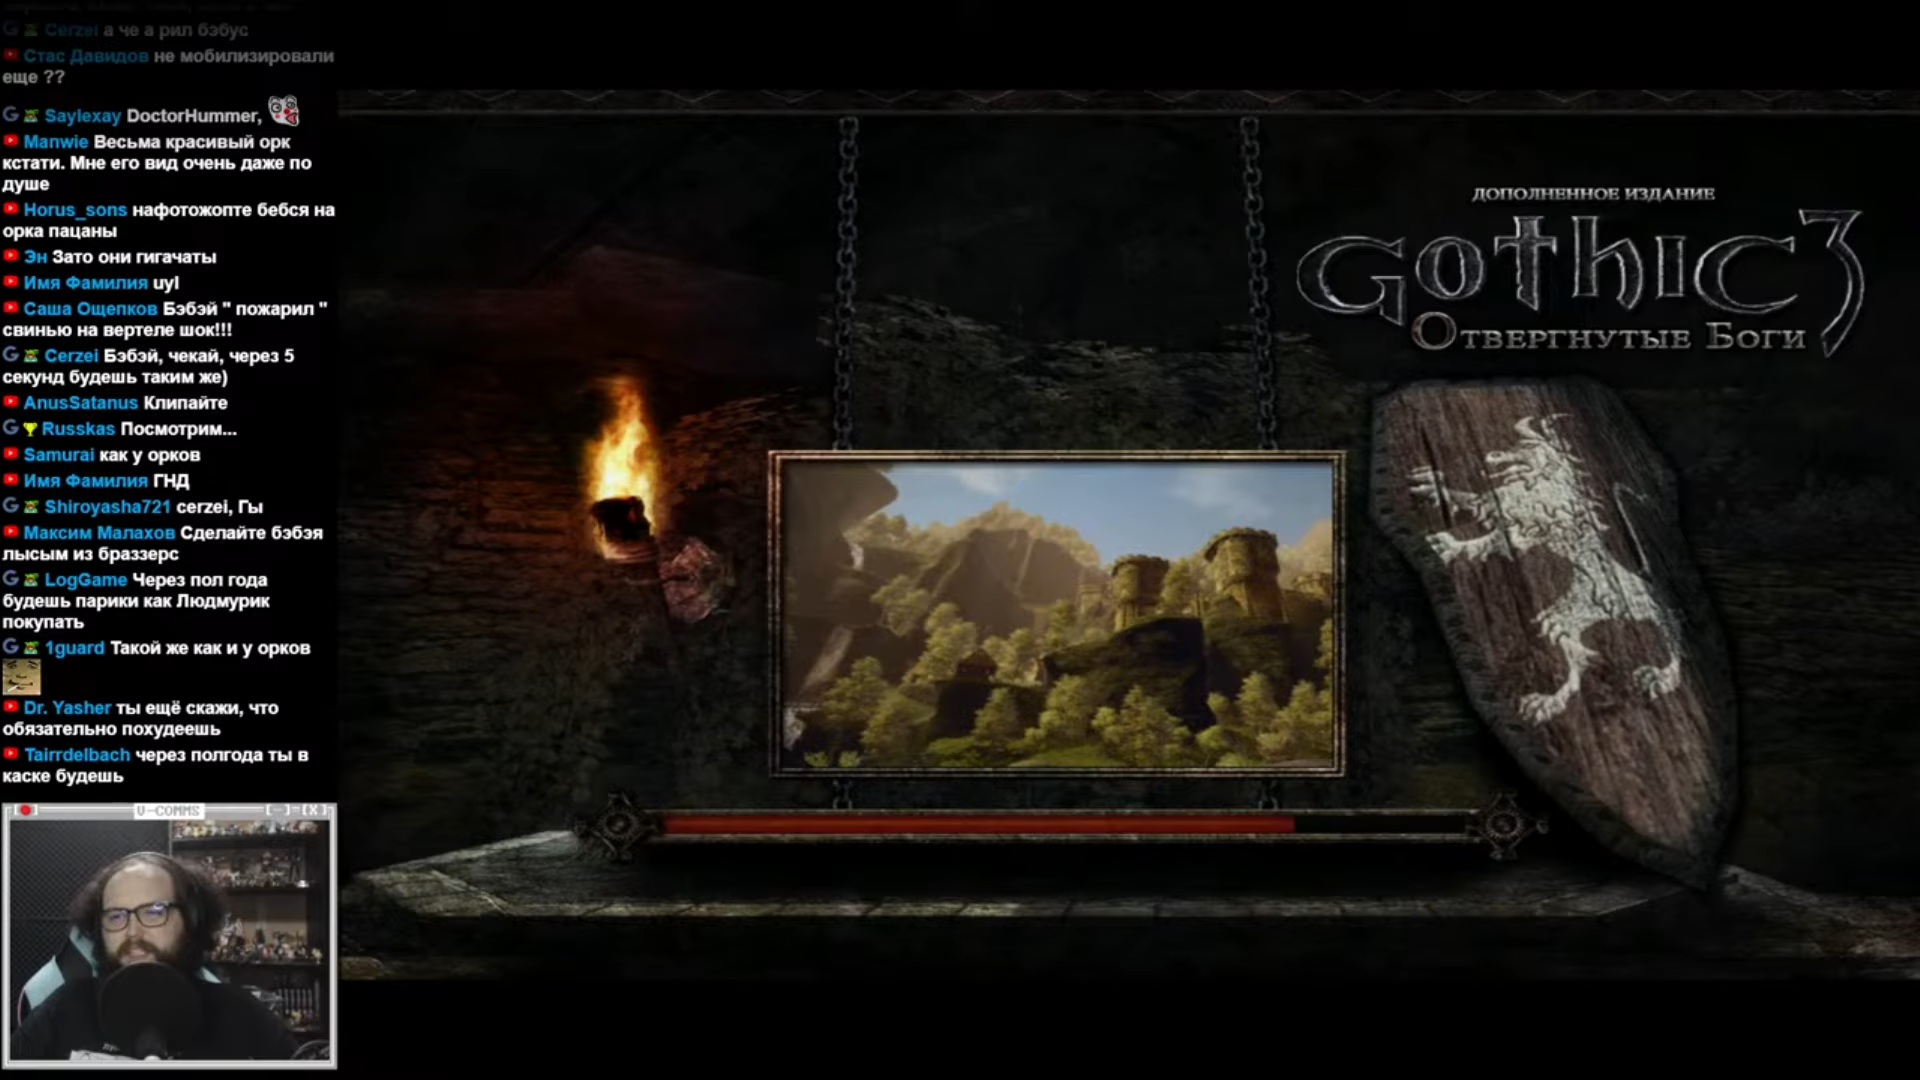 Cerzei а че а рил бэбус
Стас Давидов не мобилизировали
еще ??
Saylexay DoctorHummer,
Manwie Весьма красивый орк
кстати. Мне его вид очень даже по
душе
Horus_sons нафотожопте бебся на
орка пацаны
Эн Зато они гигачаты
Имя Фамилия uyl
Саша Ощепков Бэбэй " пожарил "
свинью на вертеле шок!!!
Cerzei Бэбэй, чекай, через 5
секунд будешь таким же)
AnusSatanus Клипайте
Russkas Посмотрим...
Samurai как у орков
Имя Фамилия ГНД
Shiroyasha721 cerzei, Гы
Максим Малахов Сделайте бэбэя
лысым из браззерс
LogGame Через пол года
будешь парики как Людмурик
покупать
1guard Такой же как и у орков
Dr. Yasher ты ещё скажи, что
обязательно похудеешь
Tairrdelbach через полгода ты в
каске будешь
V-COMMS
[-]=[X]
ДОПОЛНЕННОЕ ИЗДАНИЕ
GOTHIC 3
ОТВЕРГНУТЫЕ БОГИ